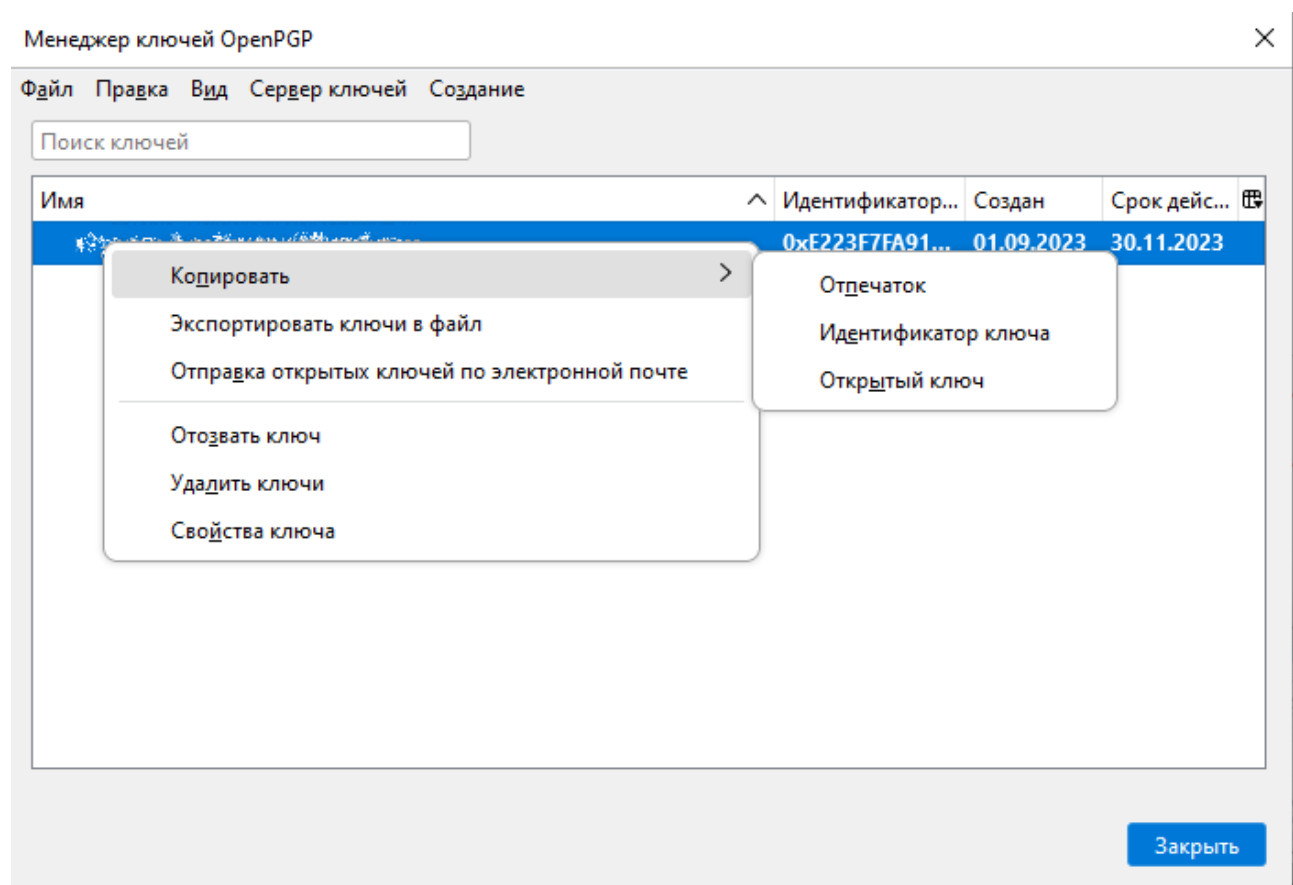 Менеджер ключей OpenPGP
Файл Правка Вид Сервер ключей Создание
Поиск ключей
Имя Идентификатор... Создан Срок дейс...
0xE223F7FA91... 01.09.2023 30.11.2023
Копировать
Экспортировать ключи в файл
Отправка открытых ключей по электронной почте
Отозвать ключ
Удалить ключи
Свойства ключа
Отпечаток
Идентификатор ключа
Открытый ключ
Закрыть